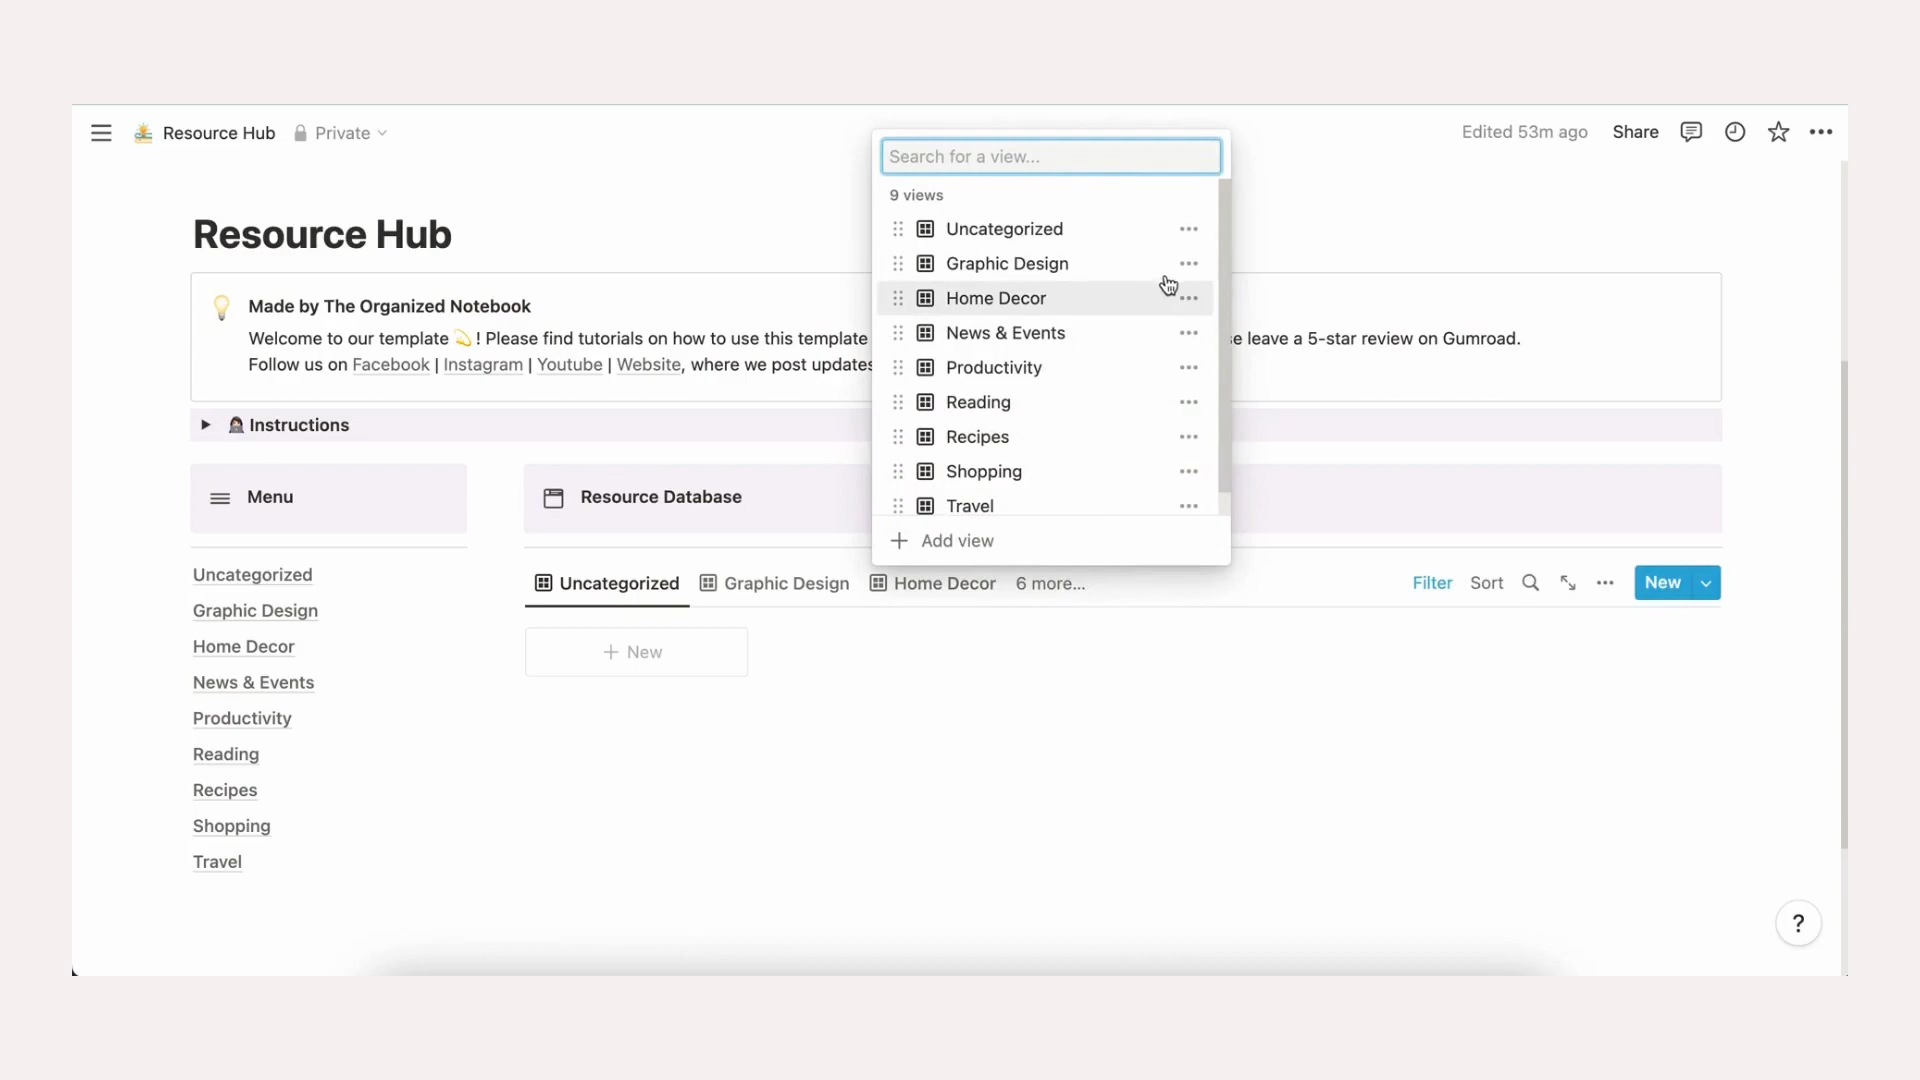 Resource Hub Private
Edited 53m ago Share
Search for a view...
9 views
Uncategorized
Graphic Design
Home Decor
News & Events
Productivity
Reading
Recipes
Shopping
Travel
Add view
Resource Hub
Made by The Organized Notebook
Welcome to our template 💫! Please find tutorials on how to use this template
e leave a 5-star review on Gumroad.
Follow us on Facebook | Instagram | Youtube | Website, where we post updates
Instructions
Menu
Uncategorized
Graphic Design
Home Decor
News & Events
Productivity
Reading
Recipes
Shopping
Travel
Resource Database
Uncategorized Graphic Design Home Decor 6 more... Filter Sort New
New
?